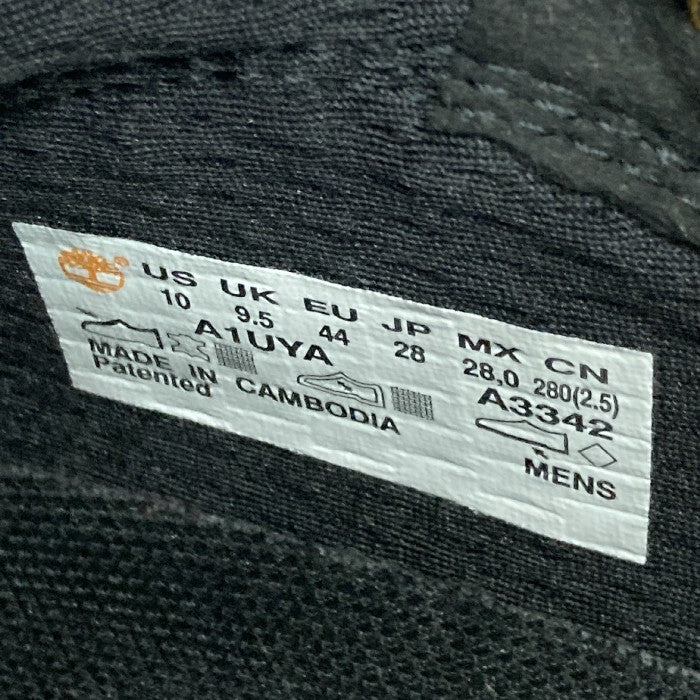 US UK EU JP MX CN
10 9.5 44 28 28,0 280(2.5)
A1UYA A3342
MADE IN CAMBODIA
Patented
MENS